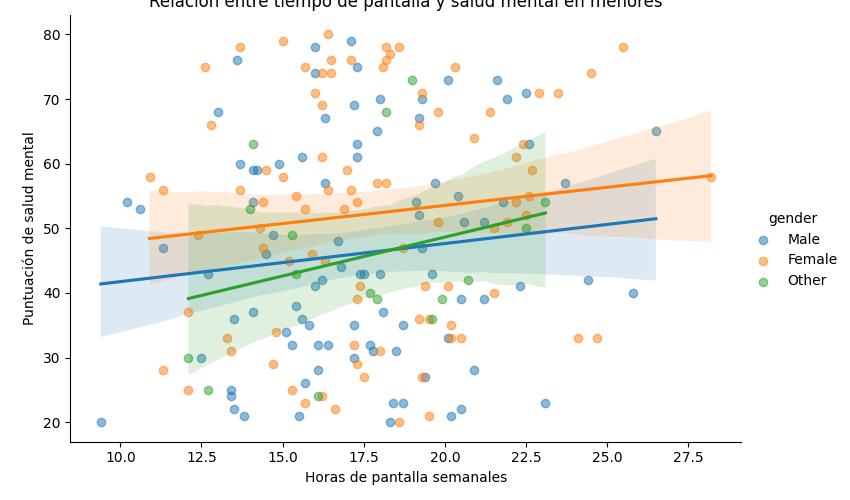 Relación entre tiempo de pantalla y salud mental en menores
80
70
60
50
40
30
20
Puntuación de salud mental
10.0 12.5 15.0 17.5 20.0 22.5 25.0 27.5
Horas de pantalla semanales
gender
Male
Female
Other